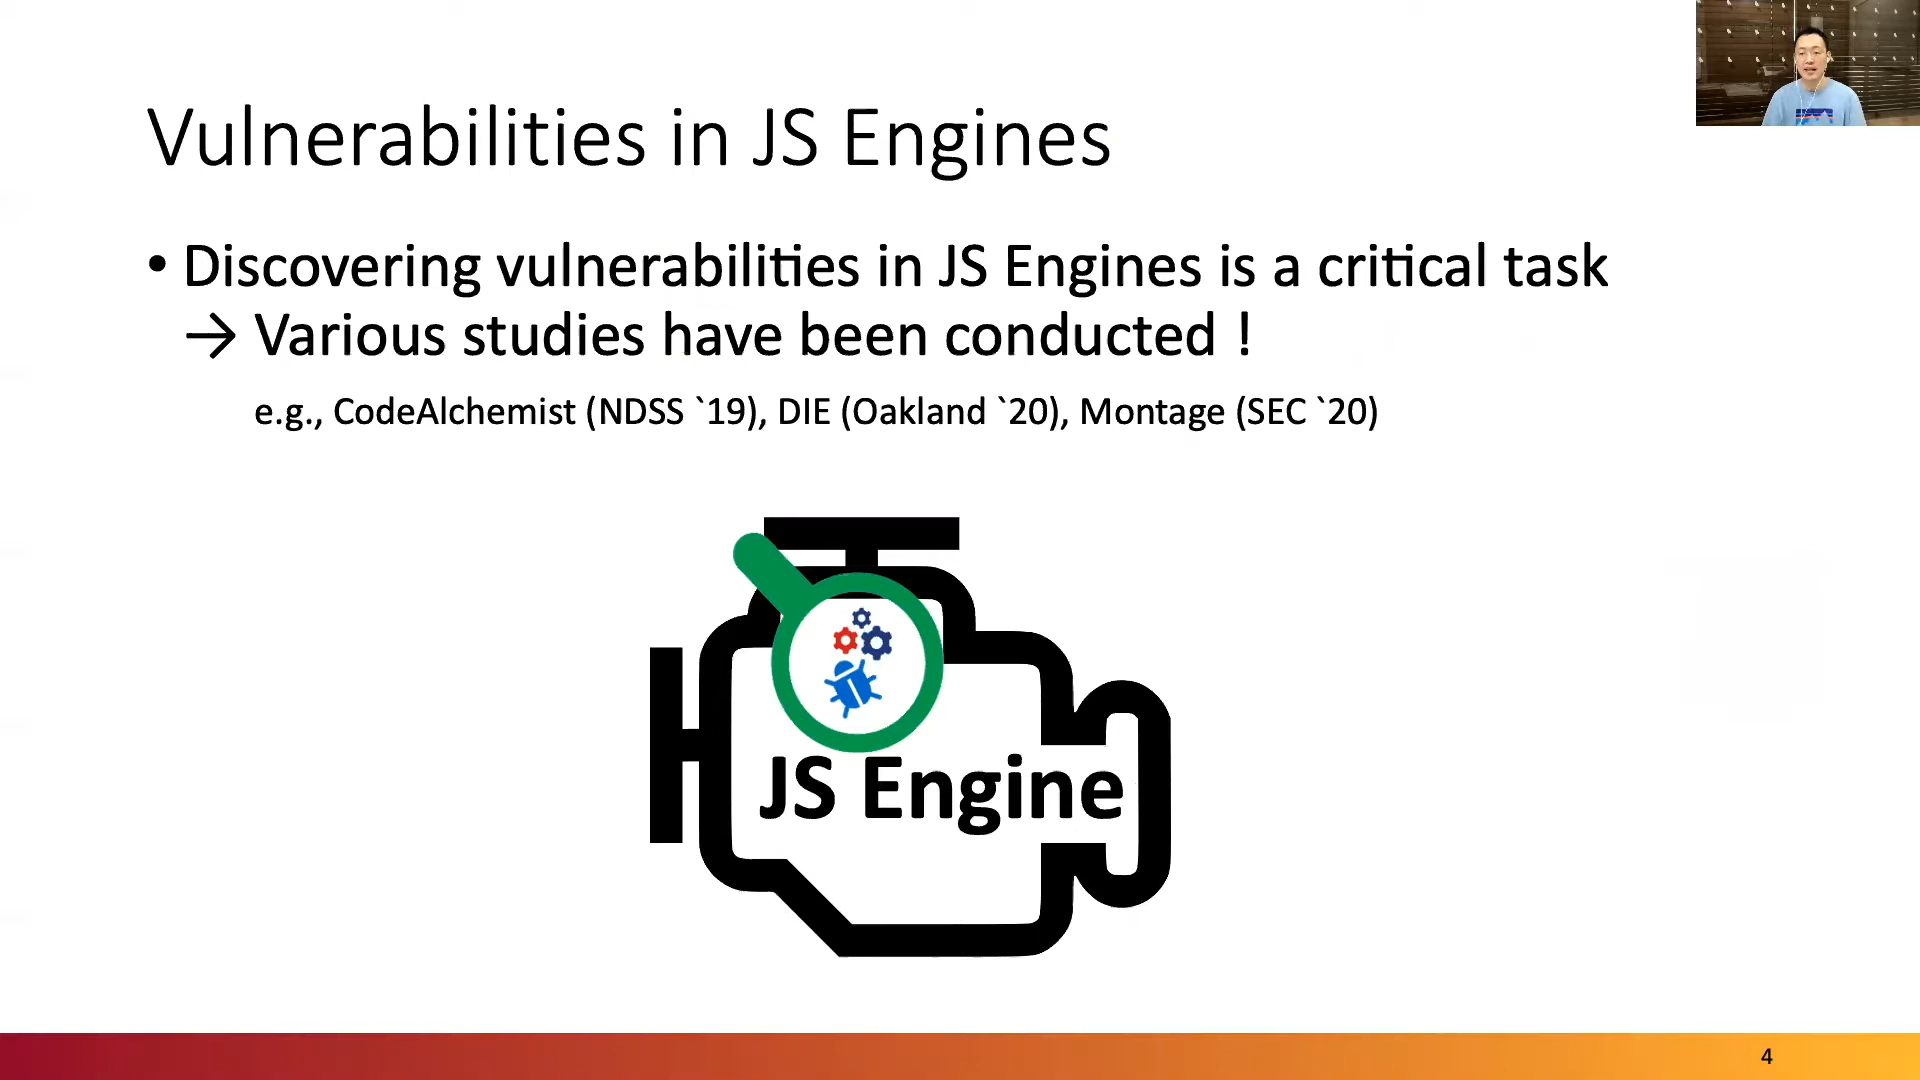 Vulnerabilities in JS Engines
• Discovering vulnerabilities in JS Engines is a critical task
→ Various studies have been conducted !
e.g., CodeAlchemist (NDSS `19), DIE (Oakland `20), Montage (SEC `20)
JS Engine
4